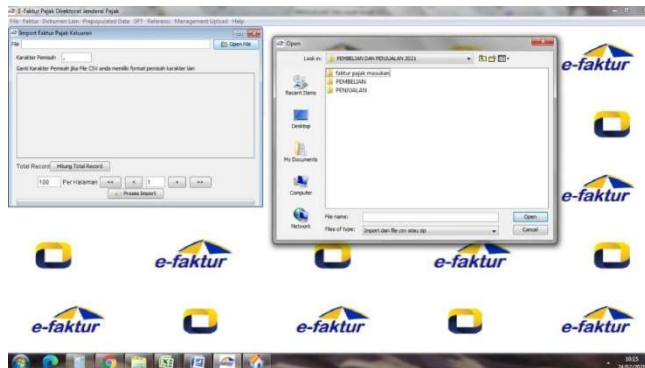 E-Faktur Pajak Direktorat Jenderal Pajak
File Faktur Dokumen Lain Prepopulated Data SPT Referensi Management Upload Help
Import Faktur Pajak Keluaran
File
Open File
Karakter Pemisah ,
Ganti Karakter Pemisah jika File CSV anda memiliki format pemisah karakter lain
Total Record Hitung Total Record
100 Per Halaman << < 1 > >>
Proses Import
Open
Look in: PEMBELIAN DAN PENJUALAN 2021
faktur pajak masukan
PEMBELIAN
PENJUALAN
Recent Items
Desktop
My Documents
Computer
Network
File name:
Open
Files of type: Import dari file csv atau zip
Cancel
e-faktur
e-faktur
e-faktur
e-faktur
e-faktur
e-faktur
e-faktur
10:15